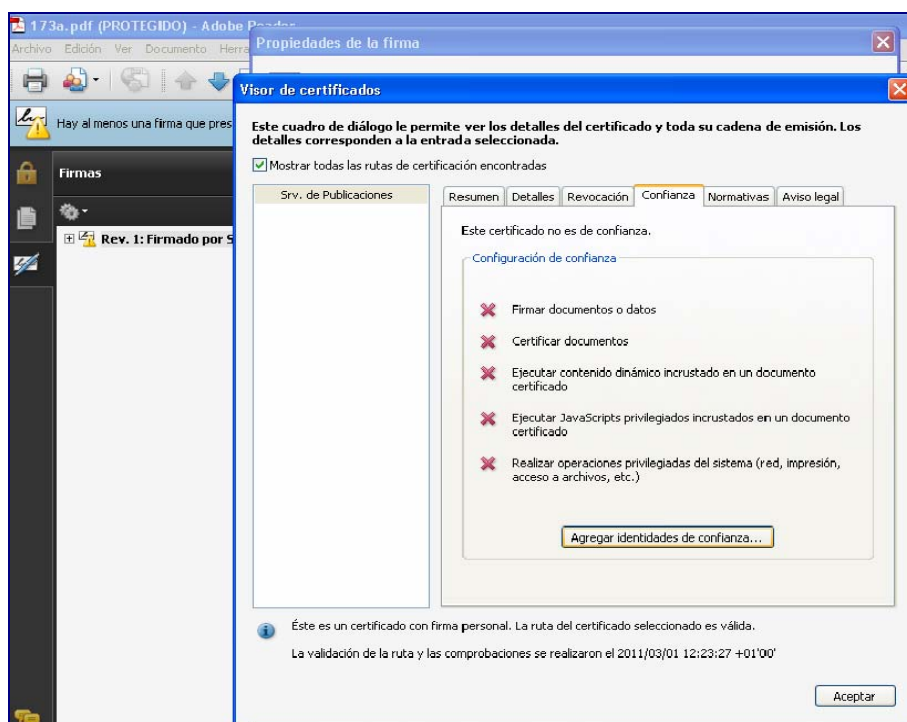 173a.pdf (PROTEGIDO) - Adobe Reader
Archivo Edición Ver Documento Herra
Propiedades de la firma
Visor de certificados
Hay al menos una firma que pres
Este cuadro de diálogo le permite ver los detalles del certificado y toda su cadena de emisión. Los
detalles corresponden a la entrada seleccionada.
Mostrar todas las rutas de certificación encontradas
Firmas
Srv. de Publicaciones
Resumen Detalles Revocación Confianza Normativas Aviso legal
Rev. 1: Firmado por S
Este certificado no es de confianza.
Configuración de confianza
Firmar documentos o datos
Certificar documentos
Ejecutar contenido dinámico incrustado en un documento
certificado
Ejecutar JavaScripts privilegiados incrustados en un documento
certificado
Realizar operaciones privilegiadas del sistema (red, impresión,
acceso a archivos, etc.)
Agregar identidades de confianza...
Éste es un certificado con firma personal. La ruta del certificado seleccionado es válida.
La validación de la ruta y las comprobaciones se realizaron el 2011/03/01 12:23:27 +01'00'
Aceptar